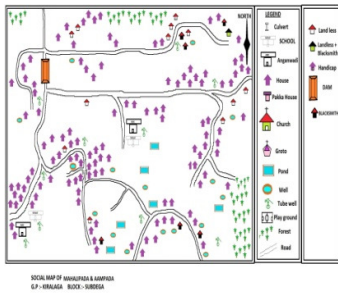 NORTH
LEGEND
Culvert
SCHOOL
Anganwadi
House
Pakka House
Church
Groto
Pond
Well
Tube well
Play ground
Forest
Road
Land less
Landless +
Blacksmith
Handicap
DAM
BLACKSMITH
SOCIAL MAP OF MAHALIPADA & AAMPADA
G.P :- KIRALAGA BLOCK :- SUBDEGA